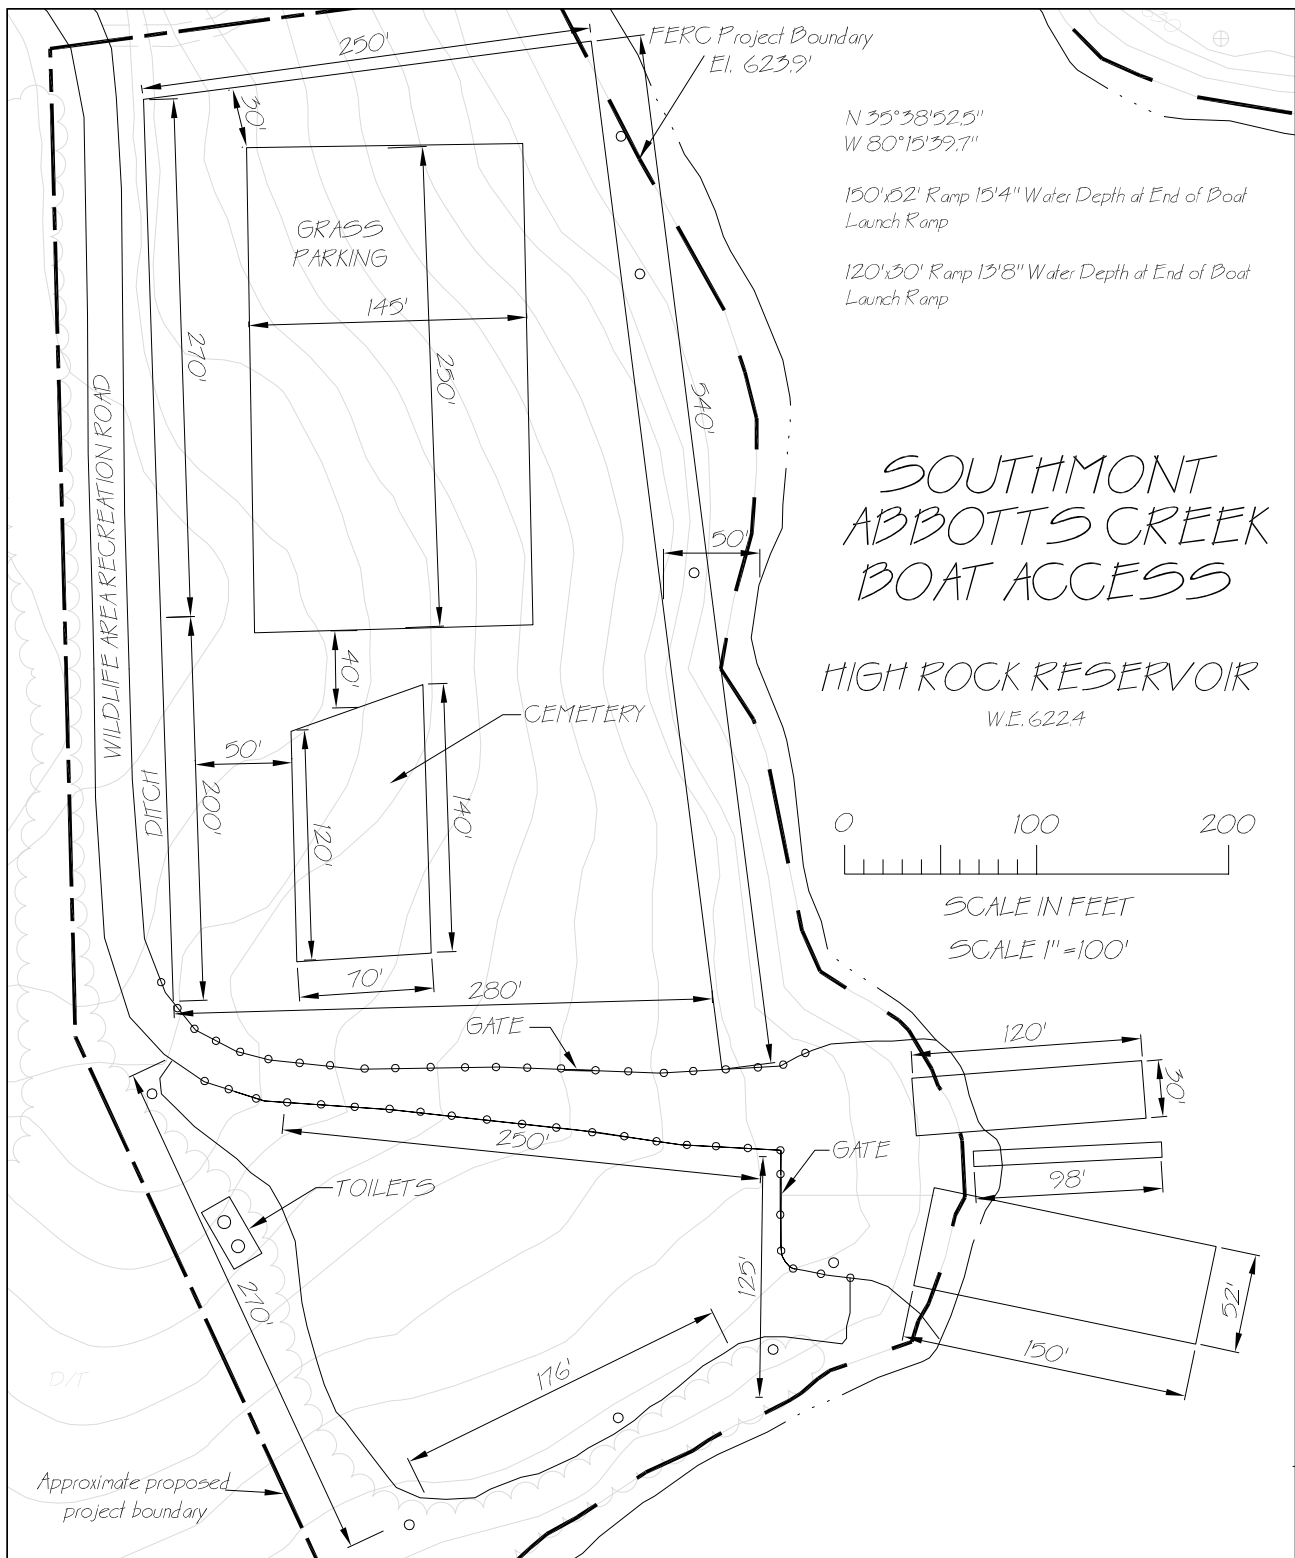 250'
FERC Project Boundary
El. 623.9'
30'
N 35°38'52.5"
W 80°15'39.7"
150'x52' Ramp 15'4" Water Depth at End of Boat
Launch Ramp
120'x30' Ramp 13'8" Water Depth at End of Boat
Launch Ramp
GRASS
PARKING
145'
270'
250'
540'
WILDLIFE AREA RECREATION ROAD
SOUTHMONT
ABBOTTS CREEK
BOAT ACCESS
50'
HIGH ROCK RESERVOIR
W.E. 622.4
40'
CEMETERY
50'
DITCH
200'
120'
140'
0 100 200
SCALE IN FEET
SCALE 1"=100'
70'
280'
GATE
120'
30'
250'
GATE
98'
TOILETS
125'
270'
52'
150'
176'
D/T
Approximate proposed
project boundary